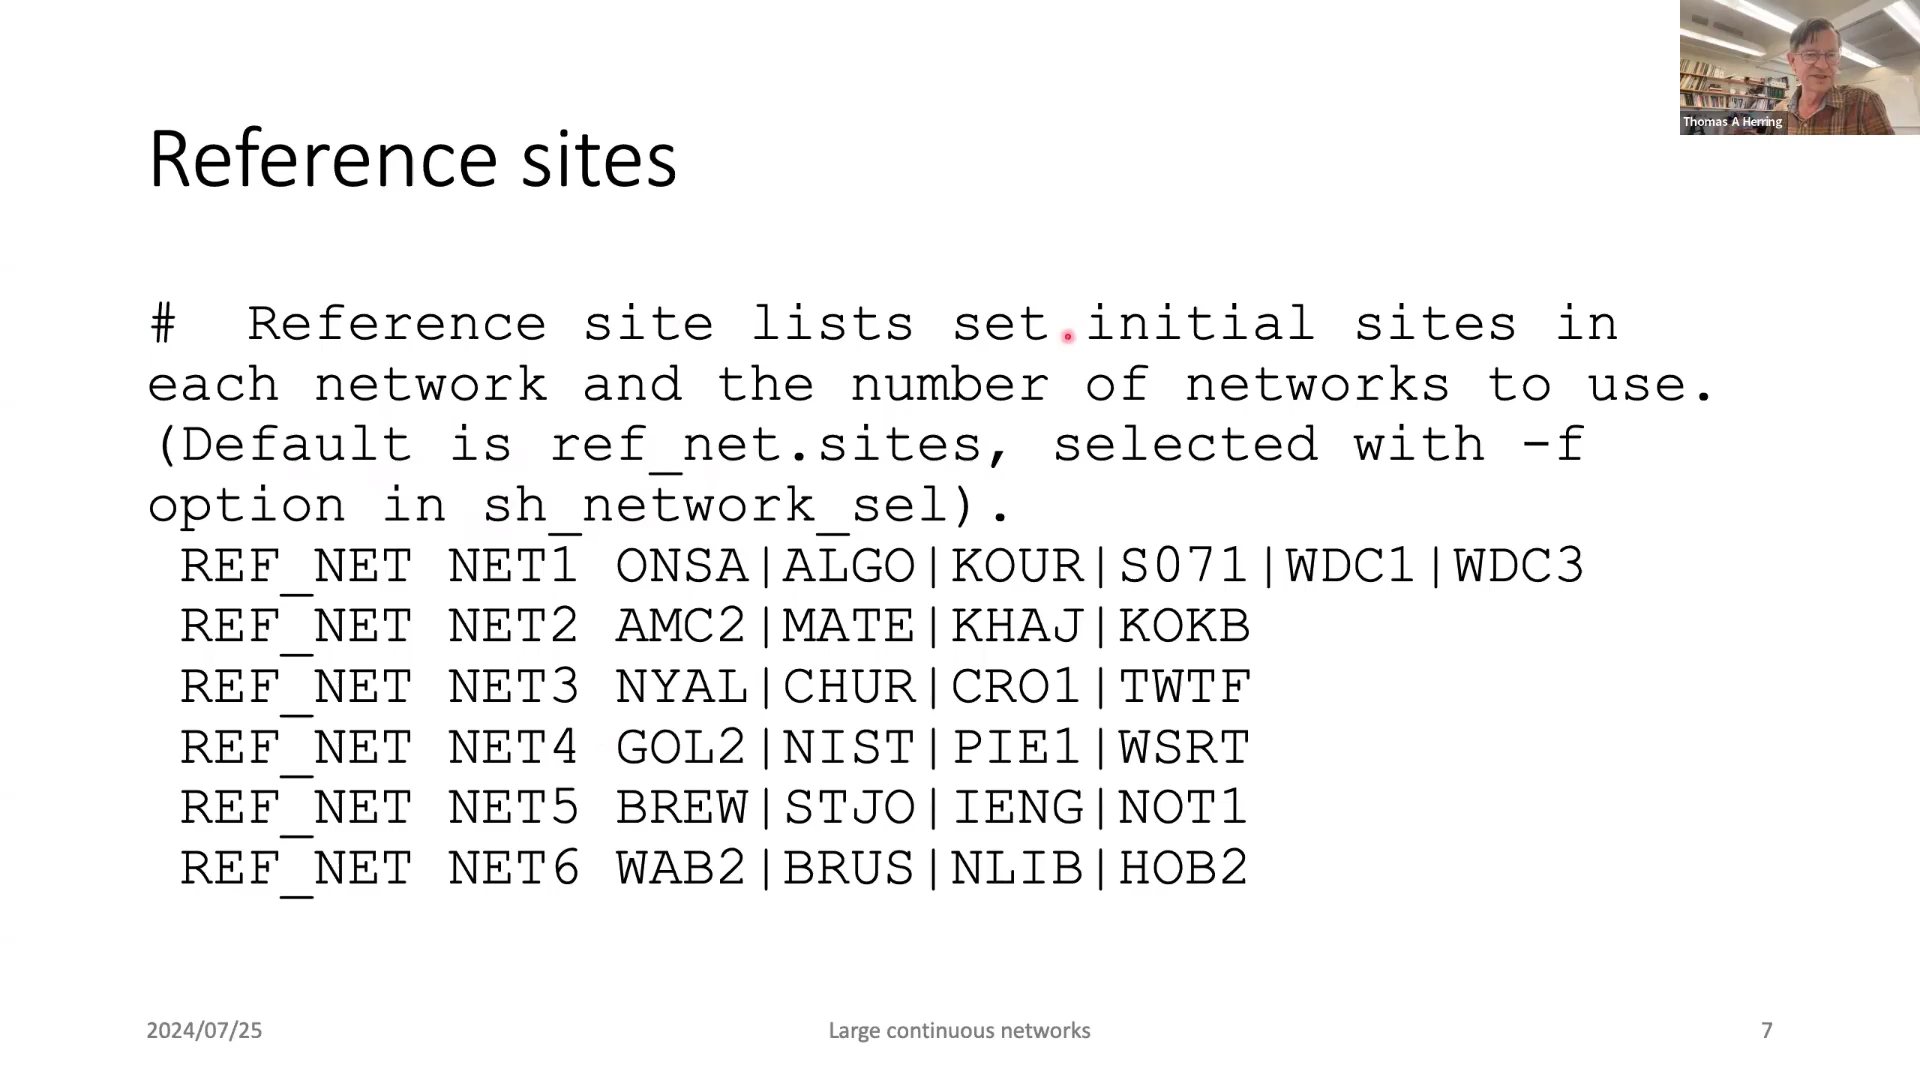 Thomas A Herring
Reference sites
#  Reference site lists set initial sites in
each network and the number of networks to use.
(Default is ref_net.sites, selected with -f
option in sh_network_sel).
REF_NET NET1 ONSA|ALGO|KOUR|S071|WDC1|WDC3
REF_NET NET2 AMC2|MATE|KHAJ|KOKB
REF_NET NET3 NYAL|CHUR|CRO1|TWTF
REF_NET NET4 GOL2|NIST|PIE1|WSRT
REF_NET NET5 BREW|STJO|IENG|NOT1
REF_NET NET6 WAB2|BRUS|NLIB|HOB2
2024/07/25
Large continuous networks
7